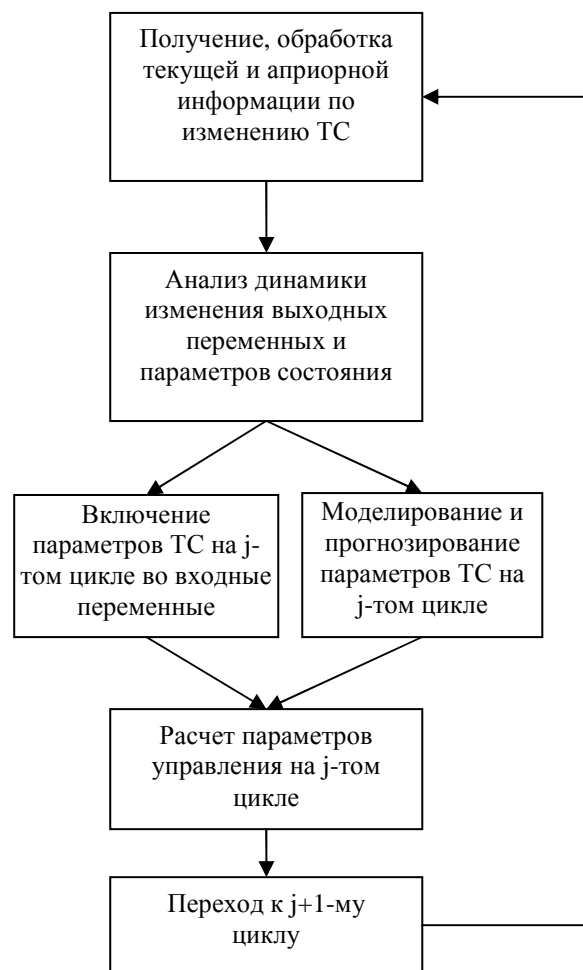 Получение, обработка
текущей и априорной
информации по
изменению ТС
Анализ динамики
изменения выходных
переменных и
параметров состояния
Включение
параметров ТС на j-
том цикле во входные
переменные
Моделирование и
прогнозирование
параметров ТС на
j-том цикле
Расчет параметров
управления на j-том
цикле
Переход к j+1-му
циклу